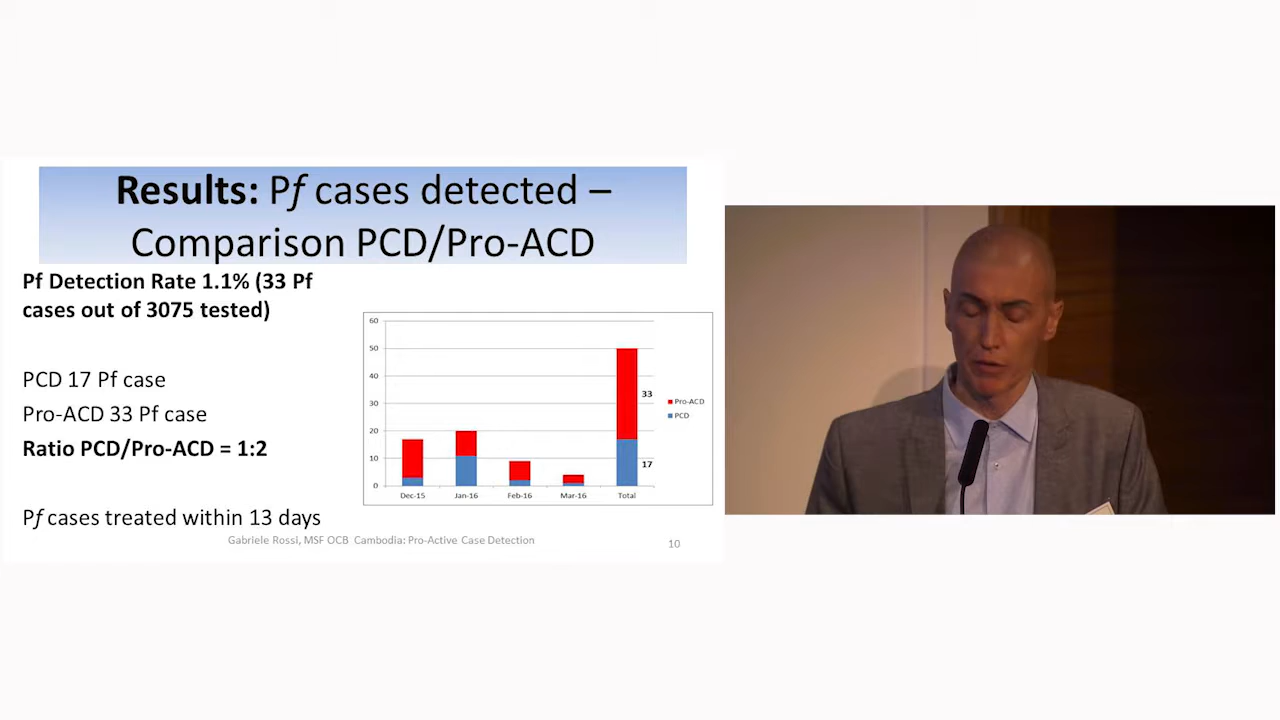 Results: Pf cases detected –
Comparison PCD/Pro-ACD
Pf Detection Rate 1.1% (33 Pf
cases out of 3075 tested)
PCD 17 Pf case
Pro-ACD 33 Pf case
Ratio PCD/Pro-ACD = 1:2
Pf cases treated within 13 days
60
50
40
30
20
10
0
Dec-15 Jan-16 Feb-16 Mar-16 Total
33
17
Pro-ACD
PCD
Gabriele Rossi, MSF OCB Cambodia: Pro-Active Case Detection
10